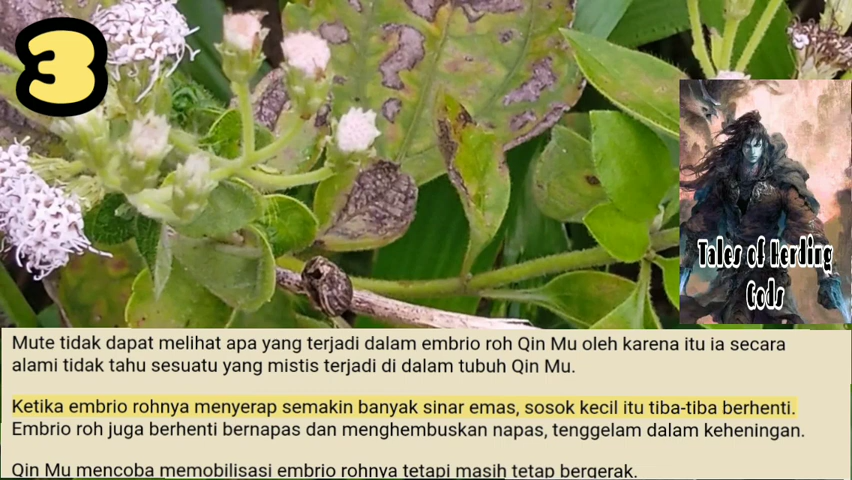 3
Tales of Herding
Gods
Mute tidak dapat melihat apa yang terjadi dalam embrio roh Qin Mu oleh karena itu ia secara
alami tidak tahu sesuatu yang mistis terjadi di dalam tubuh Qin Mu.
Ketika embrio rohnya menyerap semakin banyak sinar emas, sosok kecil itu tiba-tiba berhenti.
Embrio roh juga berhenti bernapas dan menghembuskan napas, tenggelam dalam keheningan.
Qin Mu mencoba memobilisasi embrio rohnya tetapi masih tetap bergerak.